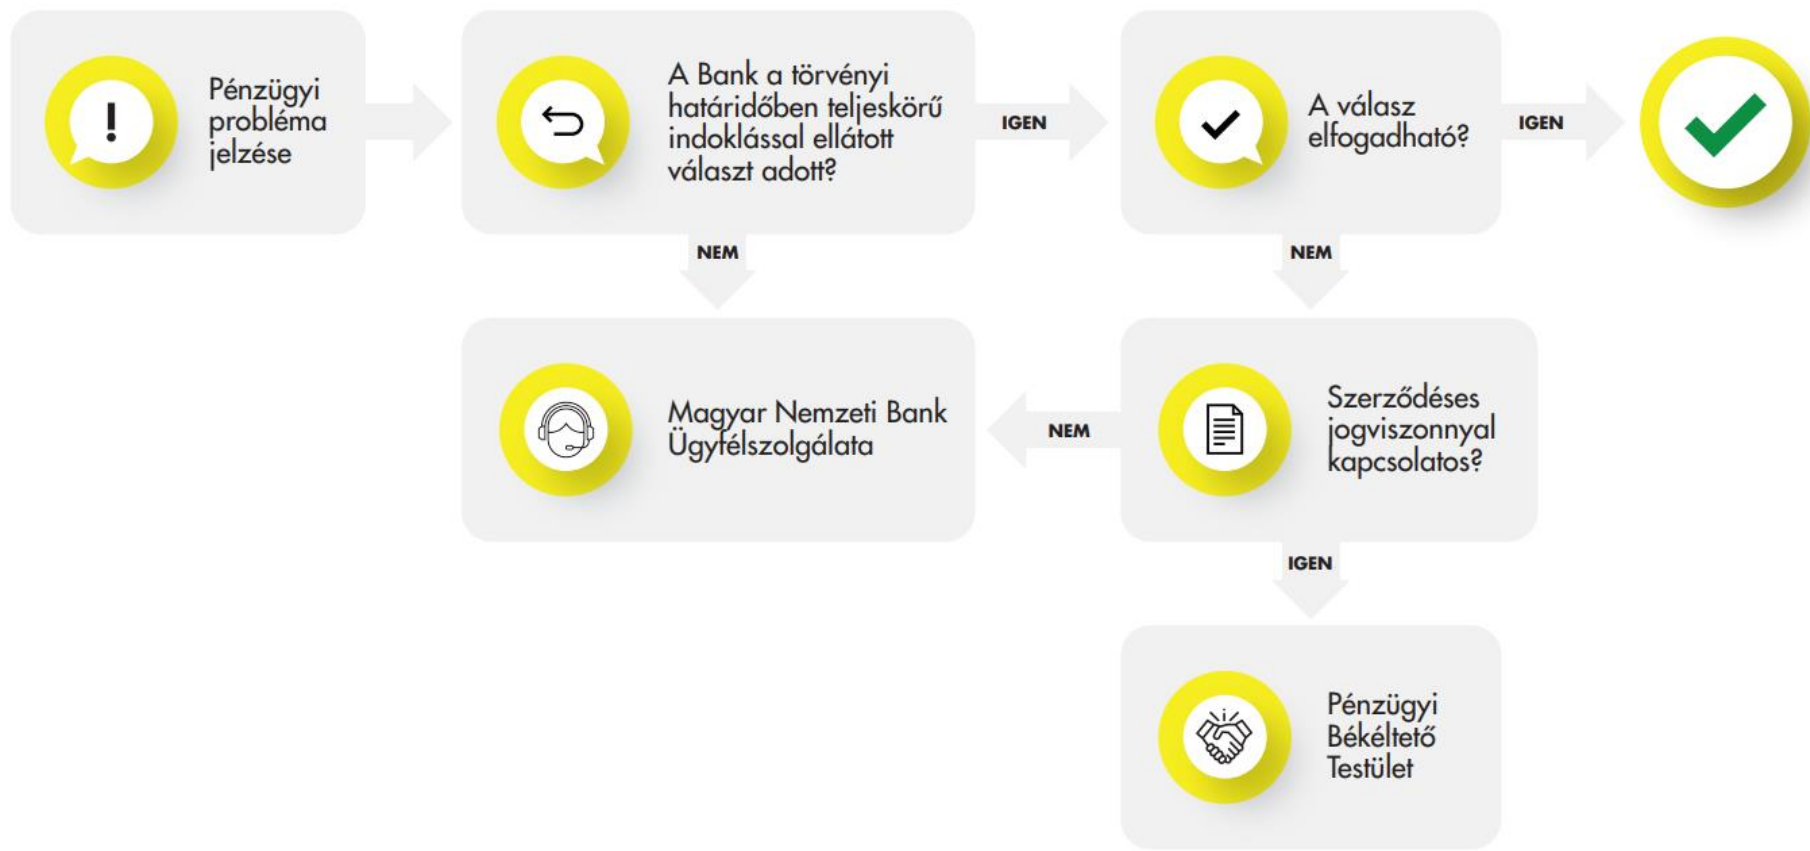 Pénzügyi
probléma
jelzése
A Bank a törvényi
határidőben teljeskörű
indoklással ellátott
választ adott?
IGEN
A válasz
elfogadható?
IGEN
NEM
NEM
Magyar Nemzeti Bank
Ügyfélszolgálata
NEM
Szerződéses
jogviszonnyal
kapcsolatos?
IGEN
Pénzügyi
Békéltető
Testület